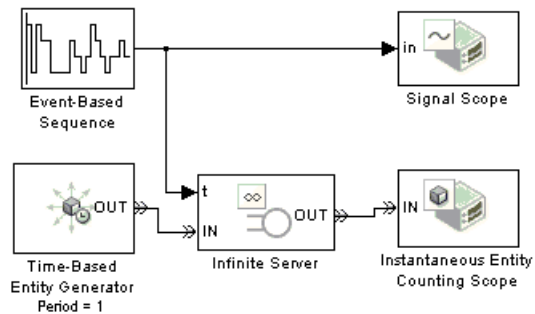 in
Event-Based
Sequence
Signal Scope
t
∞
OUT
IN
OUT
IN
Time-Based
Entity Generator
Period = 1
Infinite Server
Instantaneous Entity
Counting Scope